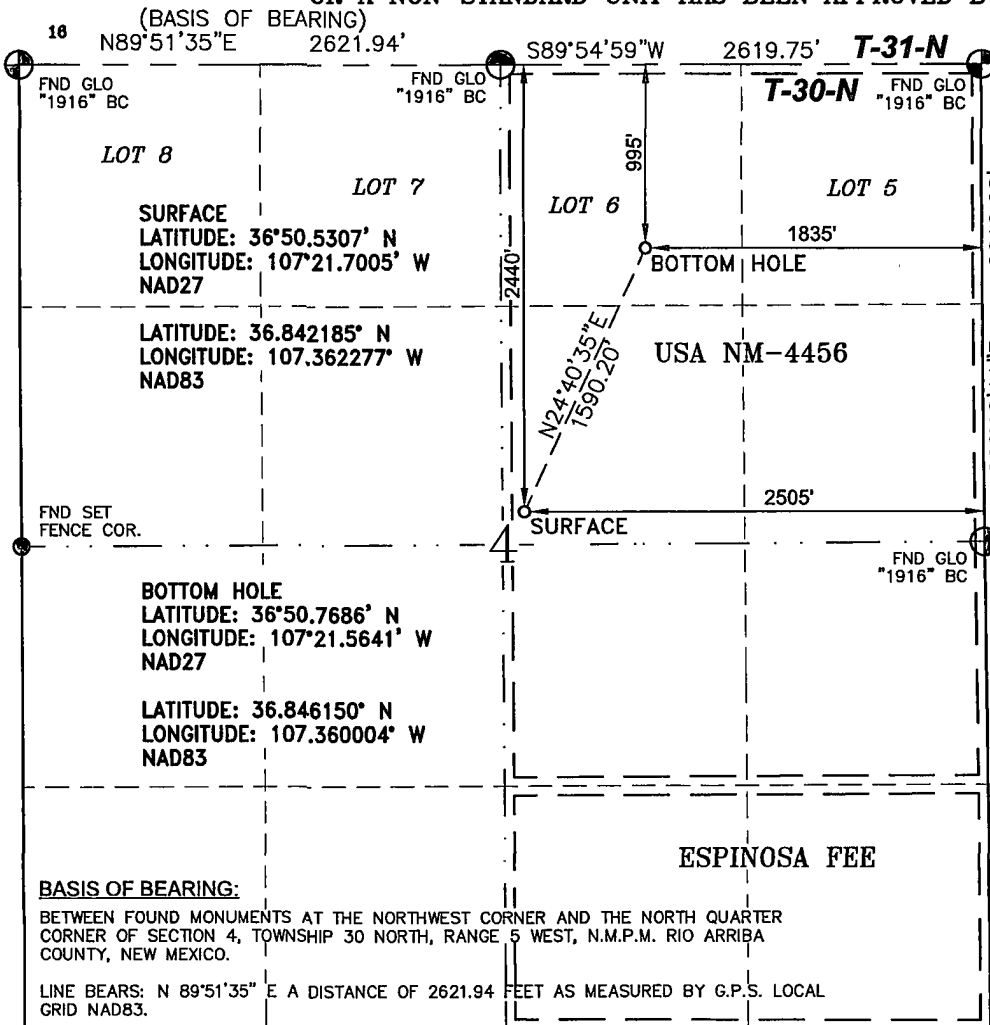 (BASIS OF BEARING)
16
N89°51'35"E 2621.94'
S89°54'59"W 2619.75' T-31-N
T-30-N
FND GLO
"1916" BC
FND GLO
"1916" BC
FND GLO
"1916" BC
LOT 8
LOT 7
LOT 6
LOT 5
995'
1835'
BOTTOM HOLE
2440'
SURFACE
LATITUDE: 36°50.5307' N
LONGITUDE: 107°21.7005' W
NAD27
LATITUDE: 36.842185° N
LONGITUDE: 107.362277° W
NAD83
USA NM-4456
N24°40'35"E
1590.20'
2505'
SURFACE
FND SET
FENCE COR.
4
FND GLO
"1916" BC
BOTTOM HOLE
LATITUDE: 36°50.7686' N
LONGITUDE: 107°21.5641' W
NAD27
LATITUDE: 36.846150° N
LONGITUDE: 107.360004° W
NAD83
ESPINOSA FEE
BASIS OF BEARING:
BETWEEN FOUND MONUMENTS AT THE NORTHWEST CORNER AND THE NORTH QUARTER
CORNER OF SECTION 4, TOWNSHIP 30 NORTH, RANGE 5 WEST, N.M.P.M. RIO ARRIBA
COUNTY, NEW MEXICO.
LINE BEARS: N 89°51'35" E A DISTANCE OF 2621.94 FEET AS MEASURED BY G.P.S. LOCAL
GRID NAD83.